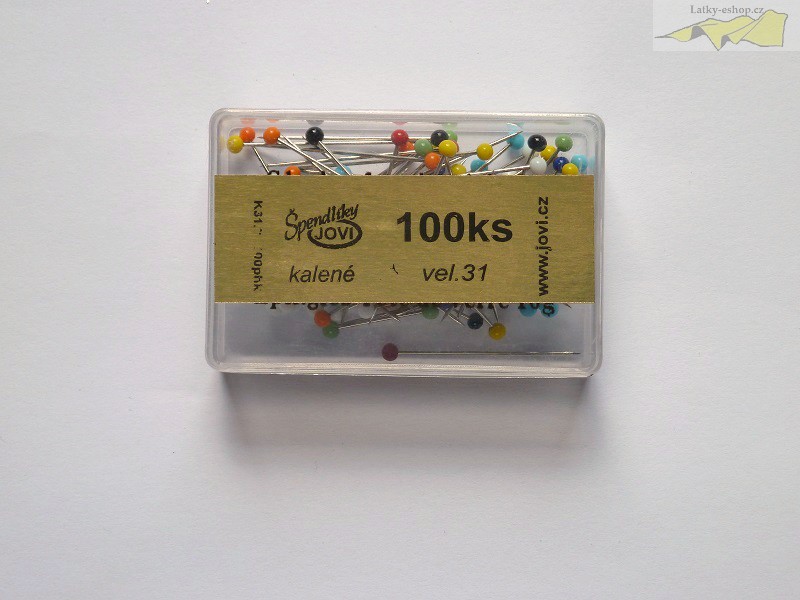 Latky-eshop.cz
Špendlíky
JOVI
100ks
kalené
vel.31
www.jovi.cz